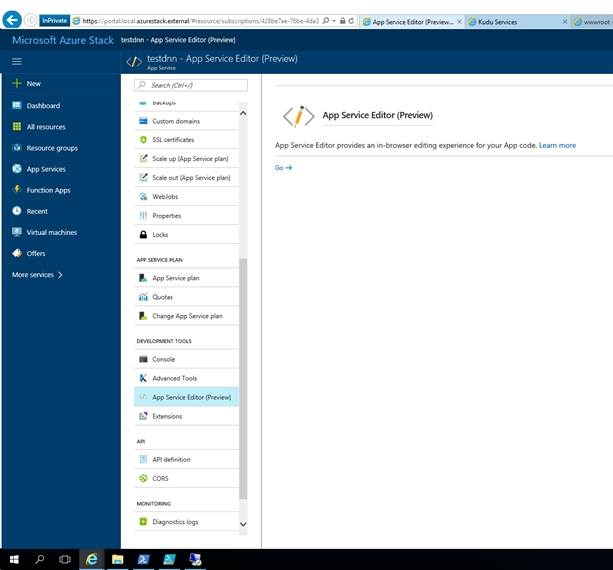 InPrivate https://portal.local.azurestack.external/#resource/subscriptions/428be7ae-76be-4da3 App Service Editor (Preview... Kudu Services wwwroot -
Microsoft Azure Stack testdnn - App Service Editor (Preview)
testdnn - App Service Editor (Preview)
App Service
New
Dashboard
All resources
Resource groups
App Services
Function Apps
Recent
Virtual machines
Offers
More services
Search (Ctrl+/)
Backups
Custom domains
SSL certificates
Scale up (App Service plan)
Scale out (App Service plan)
WebJobs
Properties
Locks
APP SERVICE PLAN
App Service plan
Quotas
Change App Service plan
DEVELOPMENT TOOLS
Console
Advanced Tools
App Service Editor (Preview)
Extensions
API
API definition
CORS
MONITORING
Diagnostics logs
App Service Editor (Preview)
App Service Editor provides an in-browser editing experience for your App code. Learn more
Go →